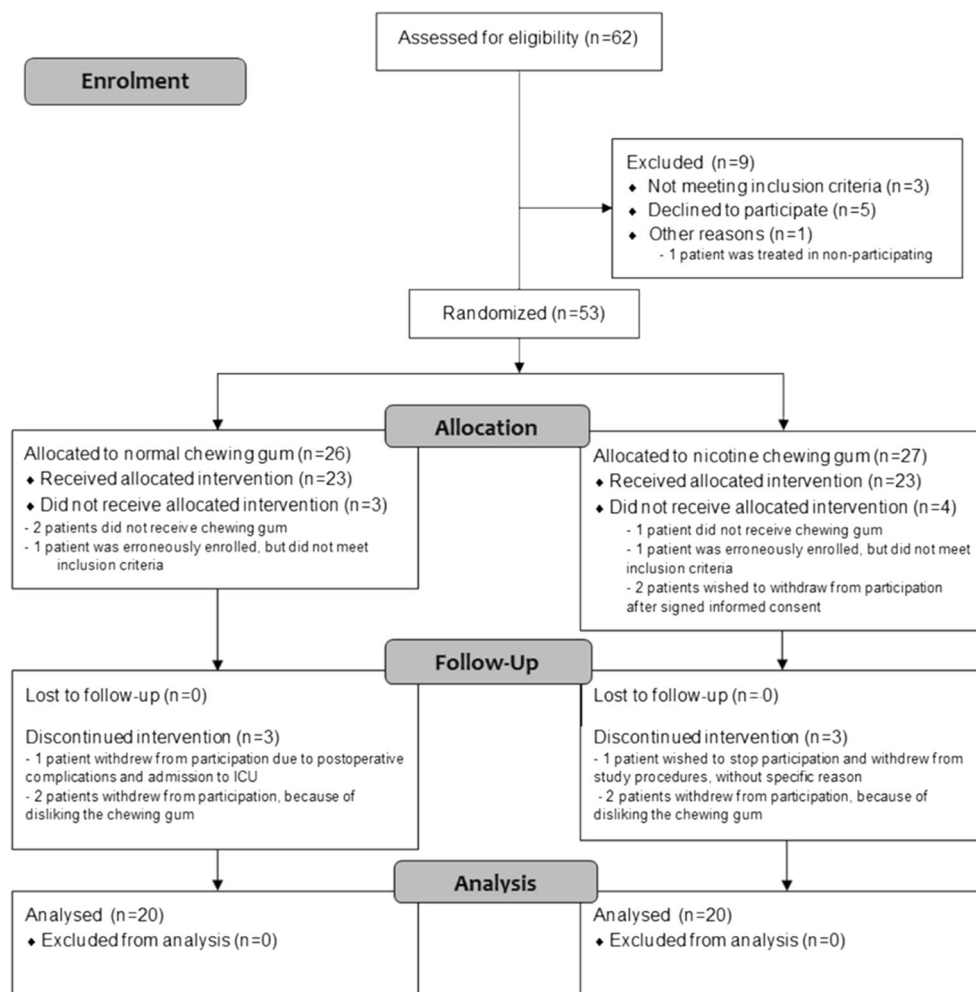 Assessed for eligibility (n=62)
Enrolment
Excluded (n=9)
♦ Not meeting inclusion criteria (n=3)
♦ Declined to participate (n=5)
♦ Other reasons (n=1)
- 1 patient was treated in non-participating
Randomized (n=53)
Allocation
Allocated to normal chewing gum (n=26)
♦ Received allocated intervention (n=23)
♦ Did not receive allocated intervention (n=3)
- 2 patients did not receive chewing gum
- 1 patient was erroneously enrolled, but did not meet
inclusion criteria
Allocated to nicotine chewing gum (n=27)
♦ Received allocated intervention (n=23)
♦ Did not receive allocated intervention (n=4)
- 1 patient did not receive chewing gum
- 1 patient was erroneously enrolled, but did not meet
inclusion criteria
- 2 patients wished to withdraw from participation
after signed informed consent
Follow-Up
Lost to follow-up (n=0)
Discontinued intervention (n=3)
- 1 patient withdrew from participation due to postoperative
complications and admission to ICU
- 2 patients withdrew from participation, because of
disliking the chewing gum
Lost to follow-up (n=0)
Discontinued intervention (n=3)
- 1 patient wished to stop participation and withdrew from
study procedures, without specific reason
- 2 patients withdrew from participation, because of
disliking the chewing gum
Analysis
Analysed (n=20)
♦ Excluded from analysis (n=0)
Analysed (n=20)
♦ Excluded from analysis (n=0)